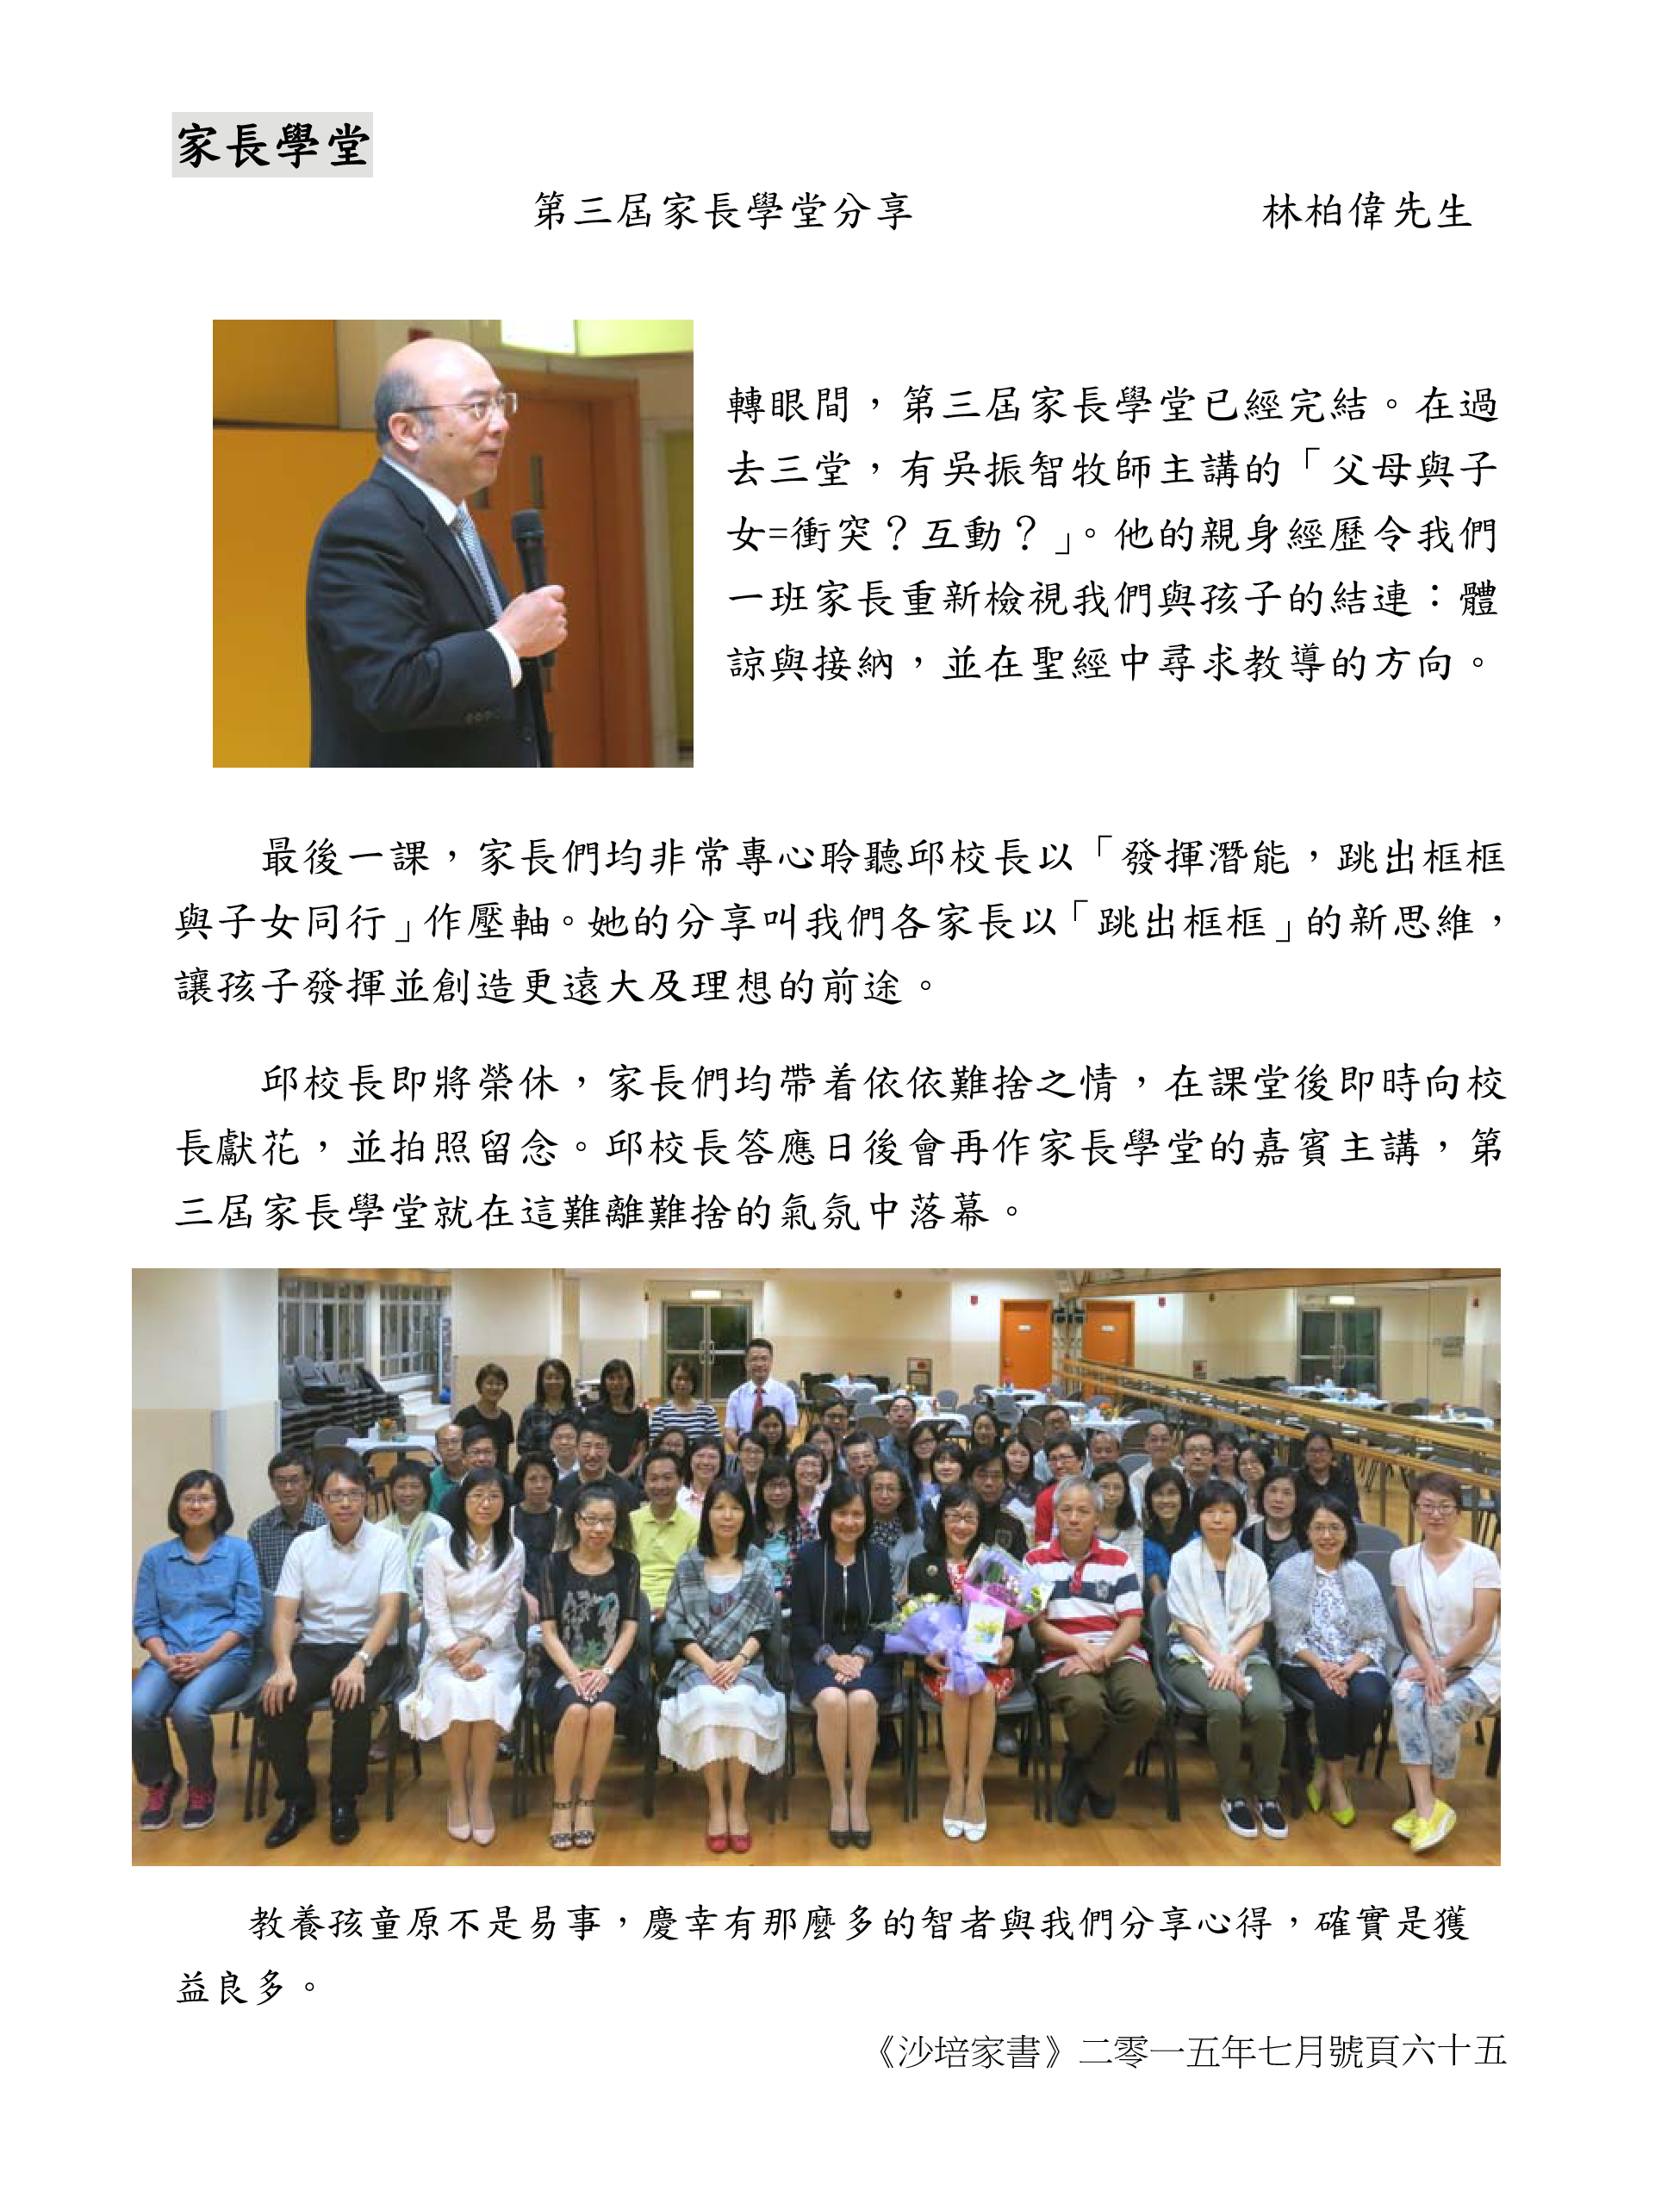 家長學堂
第三屆家長學堂分享 林柏偉先生
轉眼間，第三屆家長學堂已經完結。在過
去三堂，有吳振智牧師主講的「父母與子
女=衝突？互動？」。他的親身經歷令我們
一班家長重新檢視我們與孩子的結連：體
諒與接納，並在聖經中尋求教導的方向。
最後一課，家長們均非常專心聆聽邱校長以「發揮潛能，跳出框框
與子女同行」作壓軸。她的分享叫我們各家長以「跳出框框」的新思維，
讓孩子發揮並創造更遠大及理想的前途。
邱校長即將榮休，家長們均帶着依依難捨之情，在課堂後即時向校
長獻花，並拍照留念。邱校長答應日後會再作家長學堂的嘉賓主講，第
三屆家長學堂就在這難離難捨的氣氛中落幕。
教養孩童原不是易事，慶幸有那麼多的智者與我們分享心得，確實是獲
益良多。
《沙培家書》二零一五年七月號頁六十五